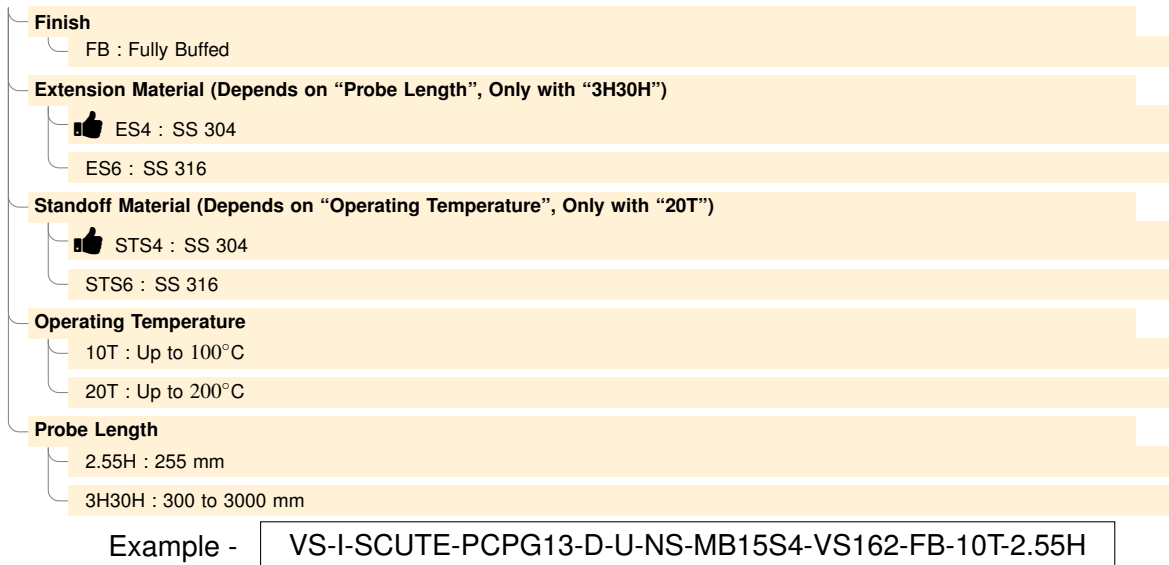 Finish
FB : Fully Buffed
Extension Material (Depends on “Probe Length”, Only with “3H30H”)
ES4 : SS 304
ES6 : SS 316
Standoff Material (Depends on “Operating Temperature”, Only with “20T”)
STS4 : SS 304
STS6 : SS 316
Operating Temperature
10T : Up to 100°C
20T : Up to 200°C
Probe Length
2.55H : 255 mm
3H30H : 300 to 3000 mm
Example - VS-I-SCUTE-PCPG13-D-U-NS-MB15S4-VS162-FB-10T-2.55H